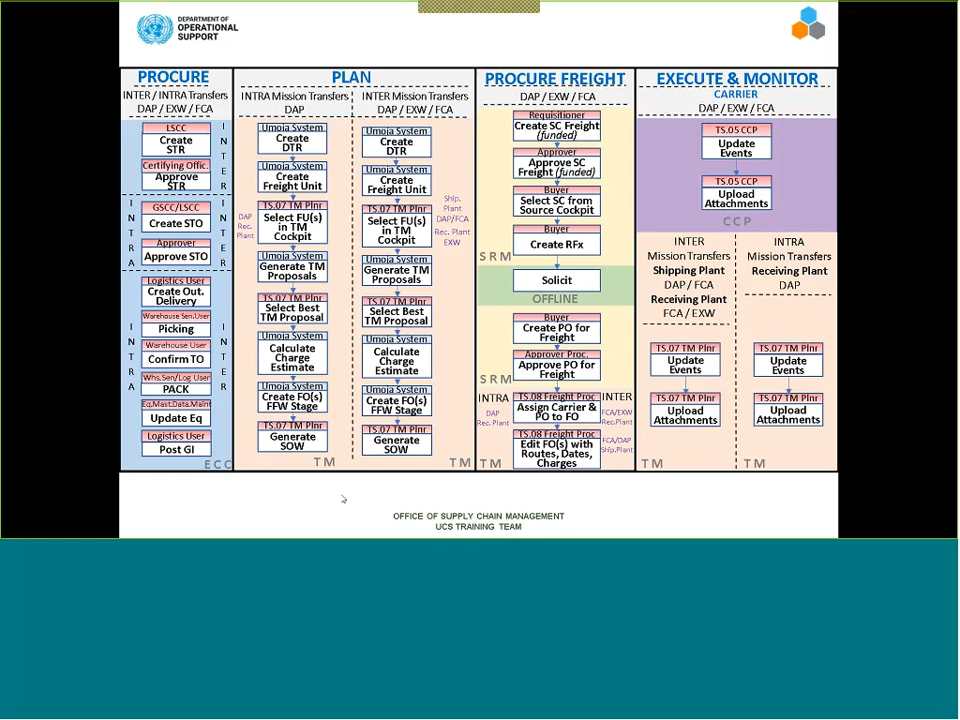 DEPARTMENT OF
OPERATIONAL
SUPPORT
PROCURE
INTER / INTRA Transfers
DAP / EXW / FCA
LSCC
Create
STR
Certifying Offic.
Approve
STR
INTER
GSCC/LSCC
Create STO
Approver
Approve STO
INTRA
INTER
Logistics User
Create Out.
Delivery
Warehouse Sen.User
Picking
Warehouse User
Confirm TO
Whs.Sen/Log User
PACK
Eq.Mast.Data.Maint
Update Eq
Logistics User
Post GI
INTRA
INTER
ECC
PLAN
INTRA Mission Transfers
DAP
Umoja System
Create
DTR
Umoja System
Create
Freight Unit
TS.07 TM Plnr
Select FU(s)
in TM
Cockpit
DAP
Rec.
Plant
Umoja System
Generate TM
Proposals
TS.07 TM Plnr
Select Best
TM Proposal
Umoja System
Calculate
Charge
Estimate
Umoja System
Create FO(s)
FFW Stage
TS.07 TM Plnr
Generate
SOW
TM
INTER Mission Transfers
DAP / EXW / FCA
Umoja System
Create
DTR
Umoja System
Create
Freight Unit
TS.07 TM Plnr
Select FU(s)
in TM
Cockpit
Ship.
Plant
DAP/FCA
Rec. Plant
EXW
Umoja System
Generate TM
Proposals
TS.07 TM Plnr
Select Best
TM Proposal
Umoja System
Calculate
Charge
Estimate
Umoja System
Create FO(s)
FFW Stage
TS.07 TM Plnr
Generate
SOW
TM
PROCURE FREIGHT
DAP / EXW / FCA
Requisitioner
Create SC Freight
(funded)
Approver
Approve SC
Freight (funded)
Buyer
Select SC from
Source Cockpit
Buyer
Create RFx
SRM
Solicit
OFFLINE
Buyer
Create PO for
Freight
Approver Proc.
Approve PO for
Freight
SRM
INTRA
DAP
Rec. Plant
TS.08 Freight Proc
Assign Carrier &
PO to FO
INTER
FCA/EXW
Rec.Plant
TS.08 Freight Proc
Edit FO(s) with
Routes, Dates,
Charges
FCA/DAP
Ship.Plant
TM
EXECUTE & MONITOR
CARRIER
DAP / EXW / FCA
TS.05 CCP
Update
Events
TS.05 CCP
Upload
Attachments
CCP
INTER
Mission Transfers
Shipping Plant
DAP / FCA
Receiving Plant
FCA / EXW
TS.07 TM Plnr
Update
Events
TS.07 TM Plnr
Upload
Attachments
TM
INTRA
Mission Transfers
Receiving Plant
DAP
TS.07 TM Plnr
Update
Events
TS.07 TM Plnr
Upload
Attachments
TM
OFFICE OF SUPPLY CHAIN MANAGEMENT
UCS TRAINING TEAM